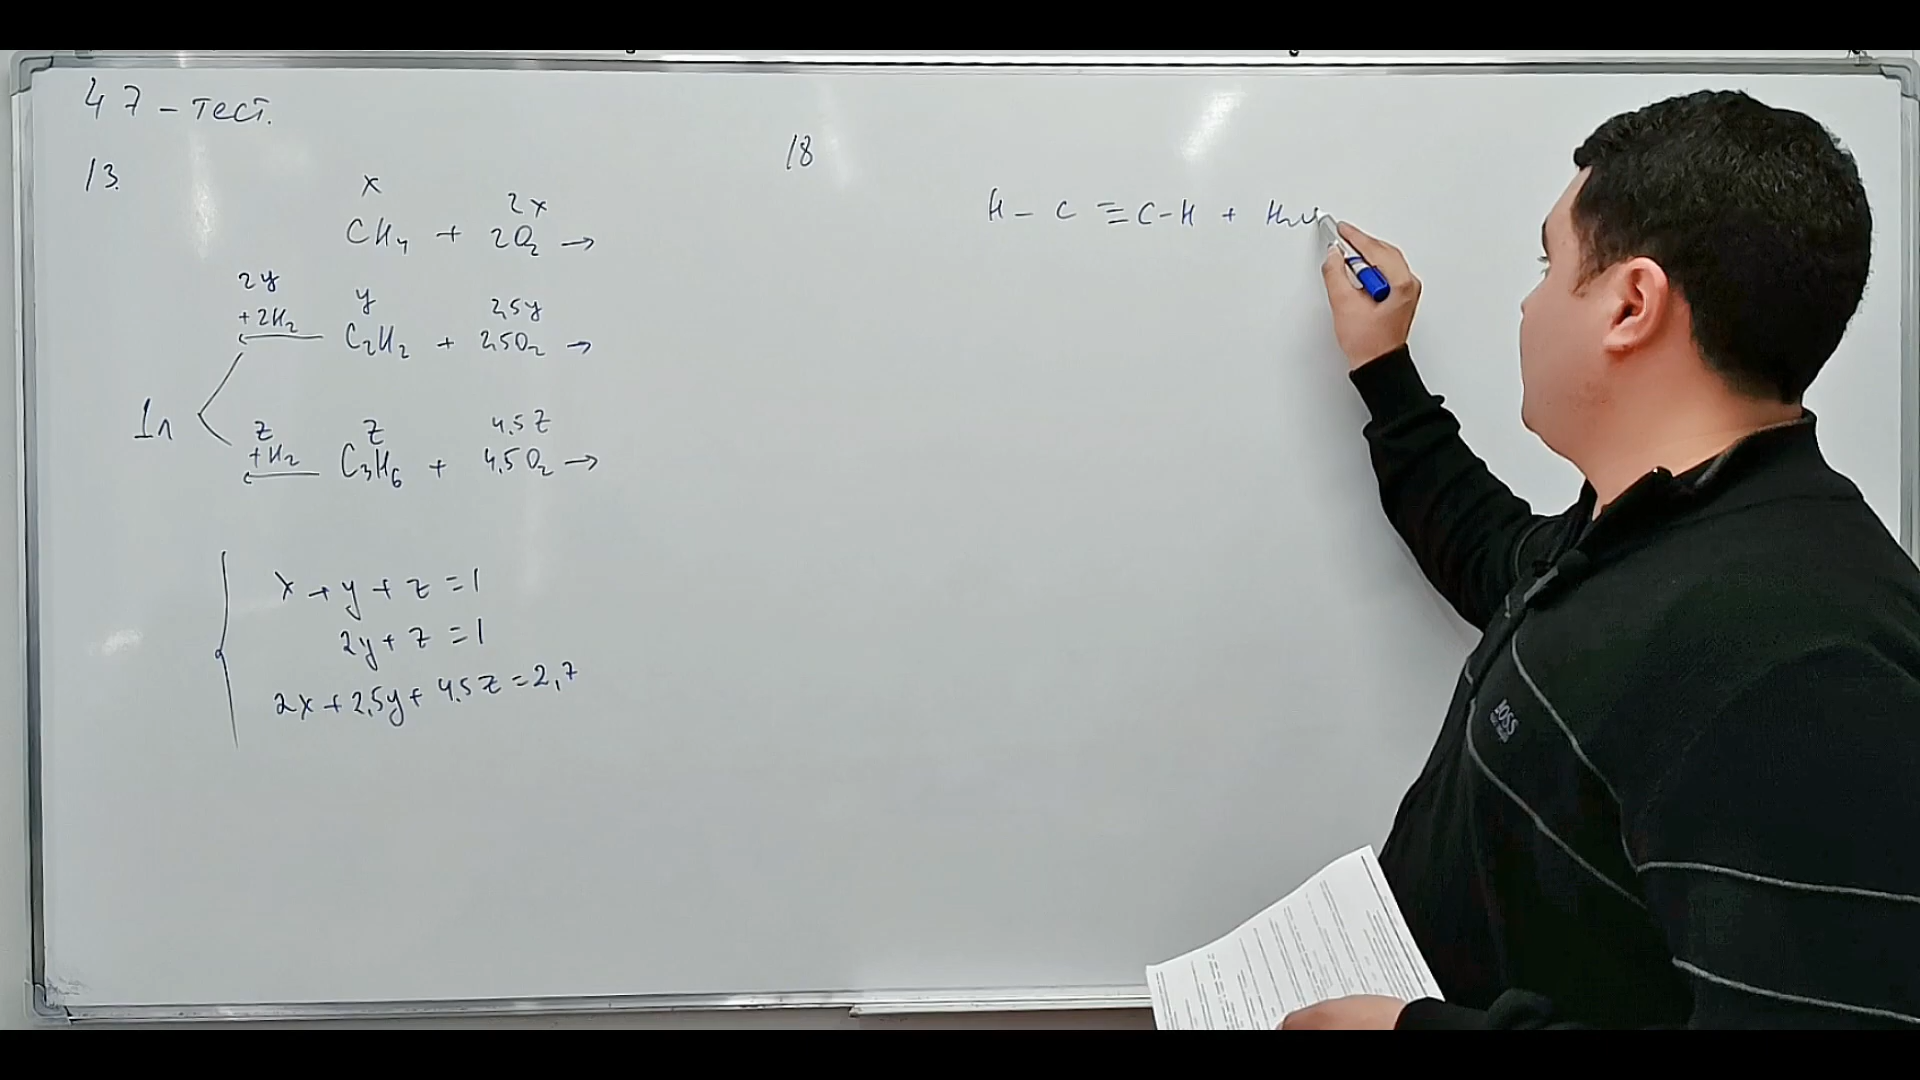 47 – тест.
13.
x 2x
CH₄ + 2O₂ →
2y y 2,5y
+2H₂ C₂H₂ + 2,5O₂ →
1л
z z 4.5z
+H₂ C₃H₆ + 4.5O₂ →
x + y + z = 1
2y + z = 1
2x + 2.5y + 4.5z = 2,7
18
H – C ≡ C – H +
BOSS